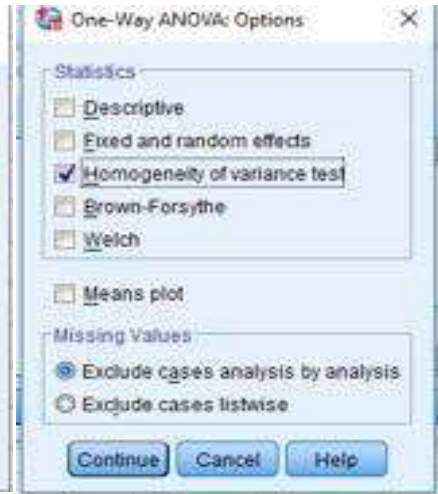 One-Way ANOVA: Options
Statistics
Descriptive
Fixed and random effects
Homogeneity of variance test
Brown-Forsythe
Welch
Means plot
Missing Values
Exclude cases analysis by analysis
Exclude cases listwise
Continue Cancel Help